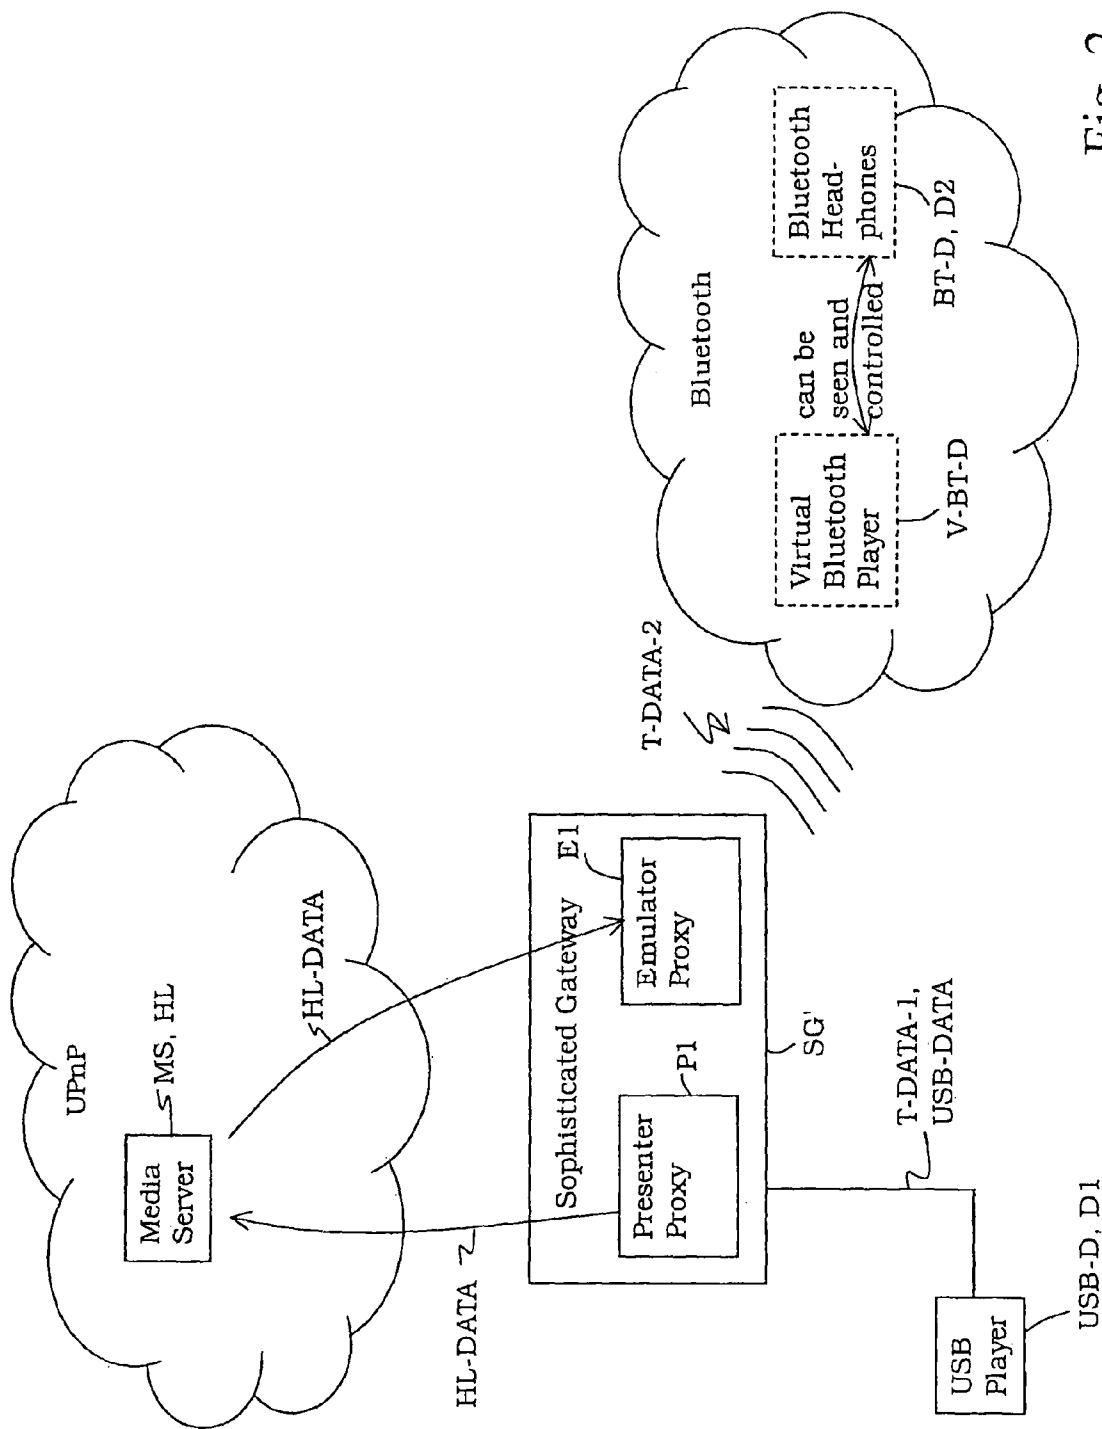 UPnP
Media
Server
MS, HL
HL-DATA
HL-DATA
Sophisticated Gateway
Presenter
Proxy
P1
Emulator
Proxy
E1
SG'
T-DATA-1,
USB-DATA
USB
Player
USB-D, D1
T-DATA-2
Bluetooth
Virtual
Bluetooth
Player
V-BT-D
can be
seen and
controlled
Bluetooth
Head-
phones
BT-D, D2